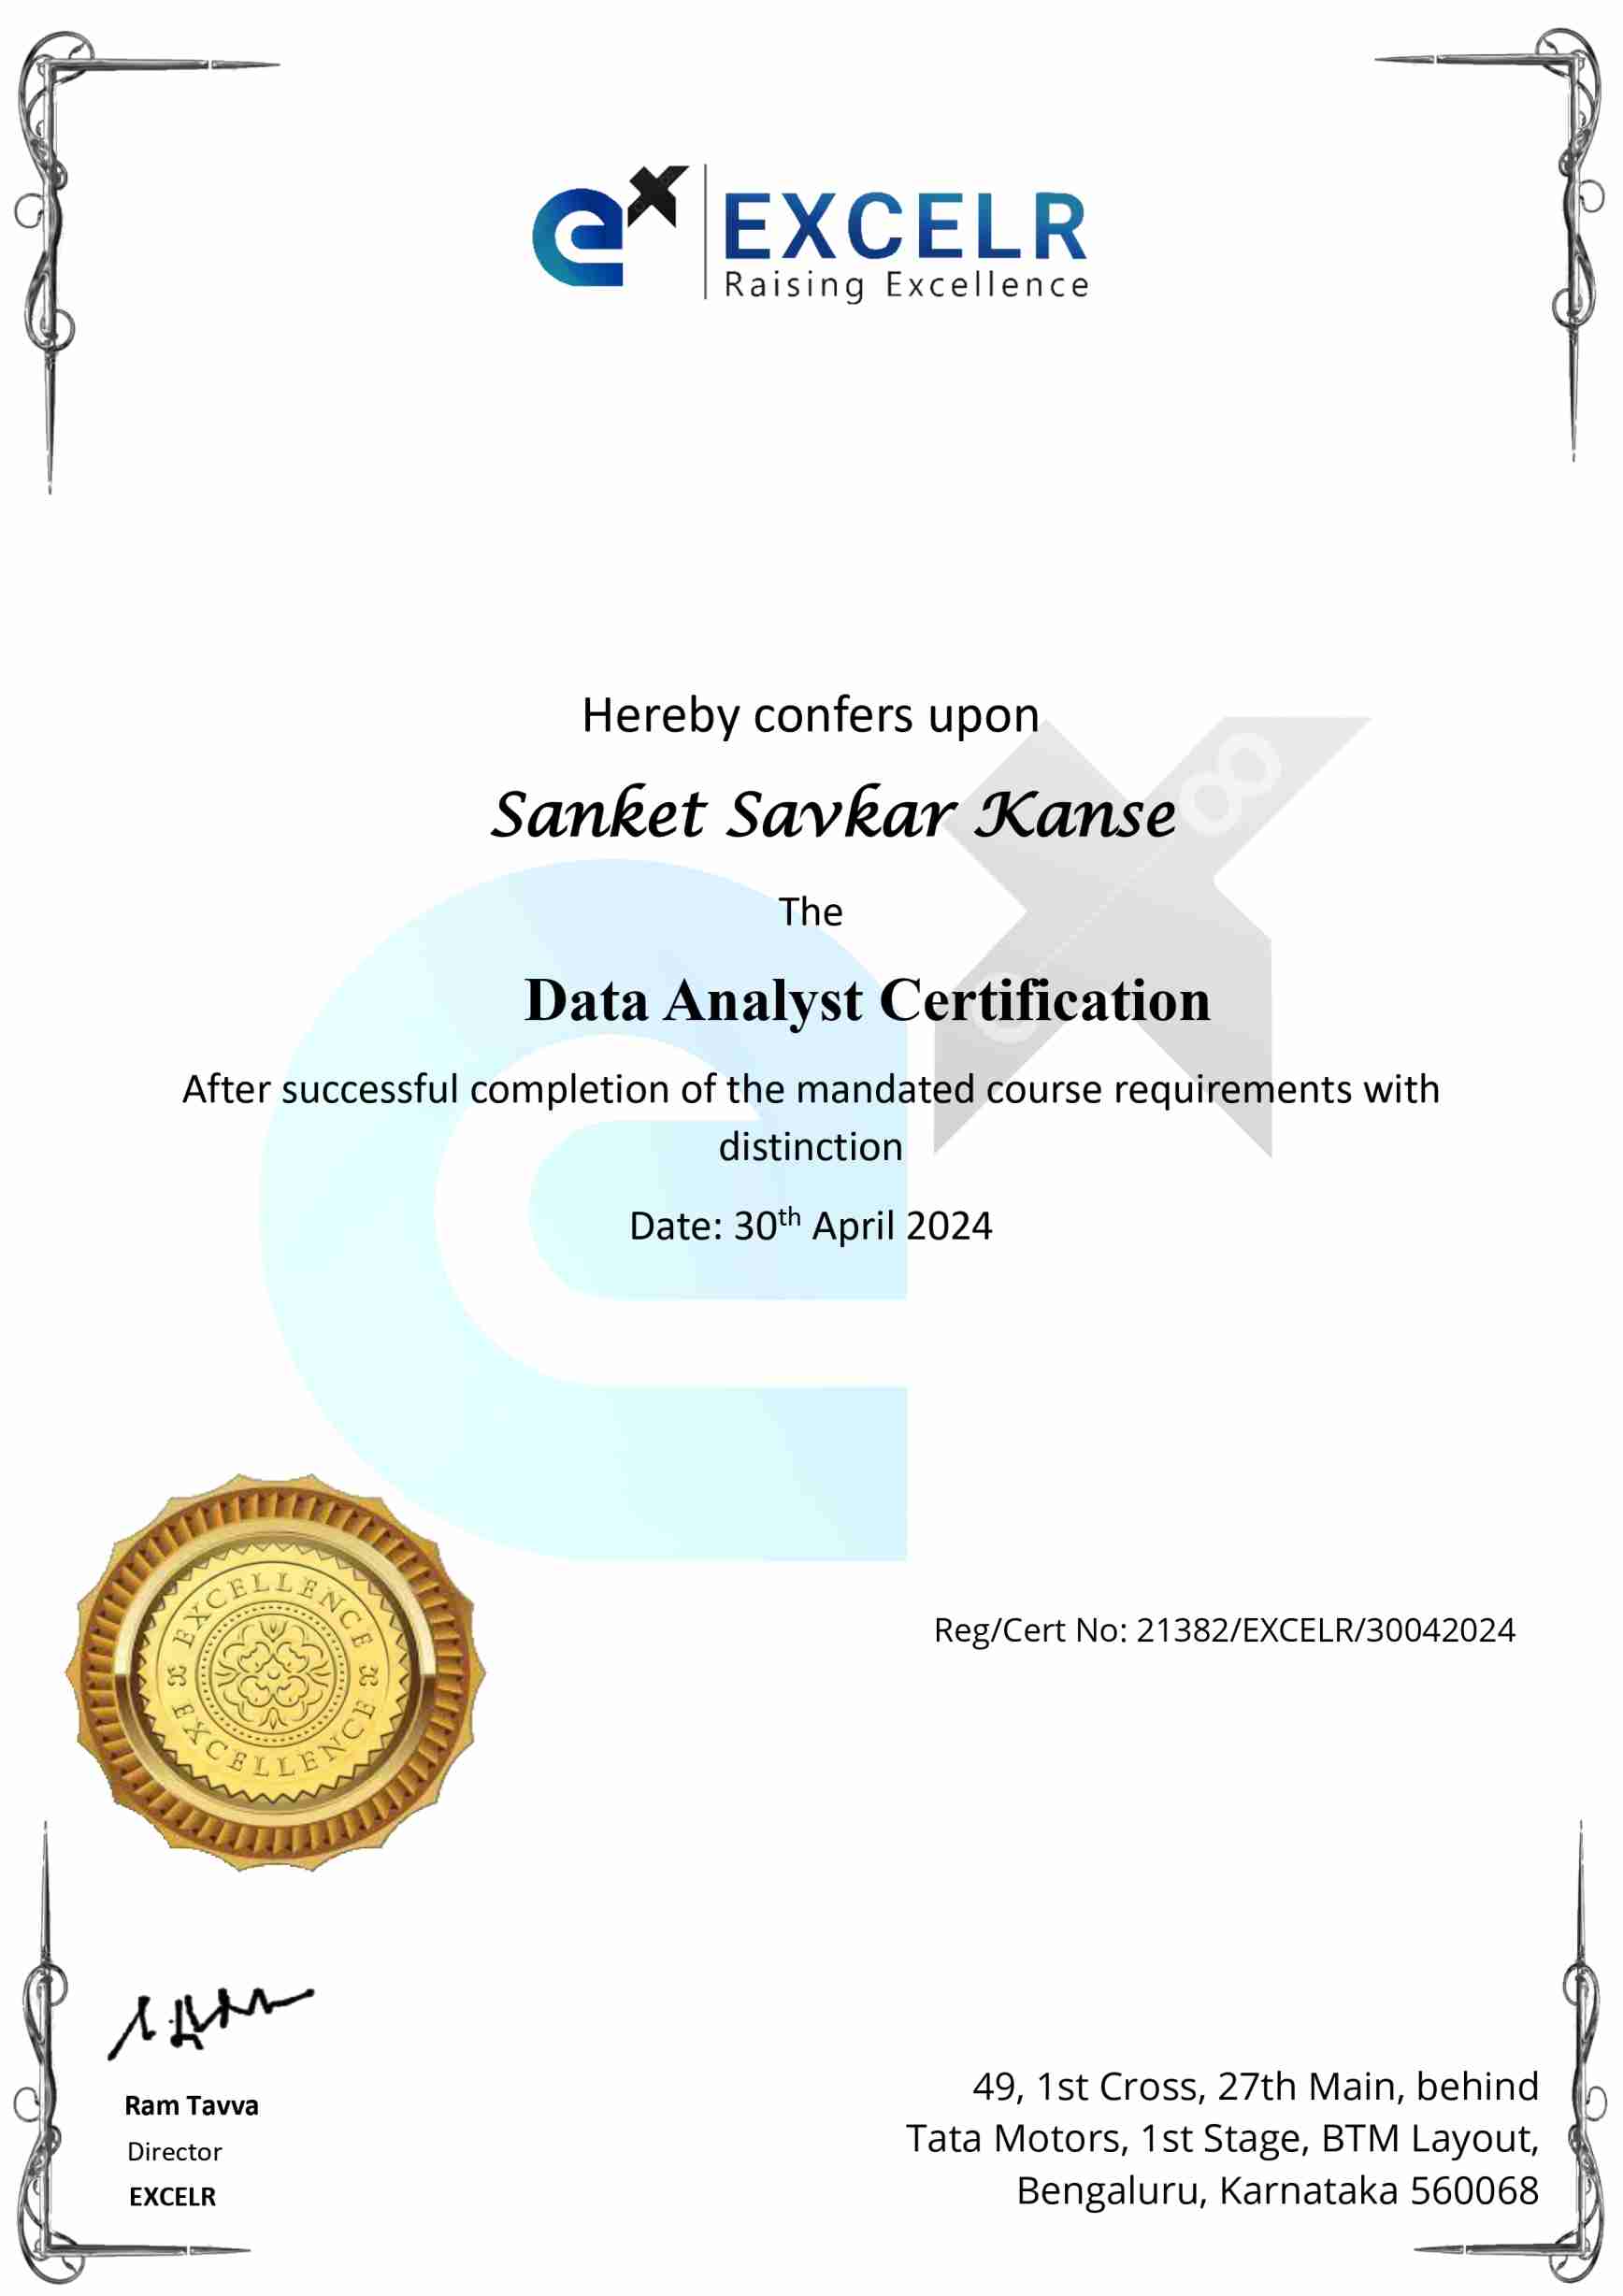 ex EXCELR
Raising Excellence
Hereby confers upon
Sanket Savkar Kanse
The
Data Analyst Certification
After successful completion of the mandated course requirements with
distinction
Date: 30th April 2024
EXCELLENCE
EXCELLENCE
Reg/Cert No: 21382/EXCELR/30042024
Ram Tavva
Director
EXCELR
49, 1st Cross, 27th Main, behind
Tata Motors, 1st Stage, BTM Layout,
Bengaluru, Karnataka 560068